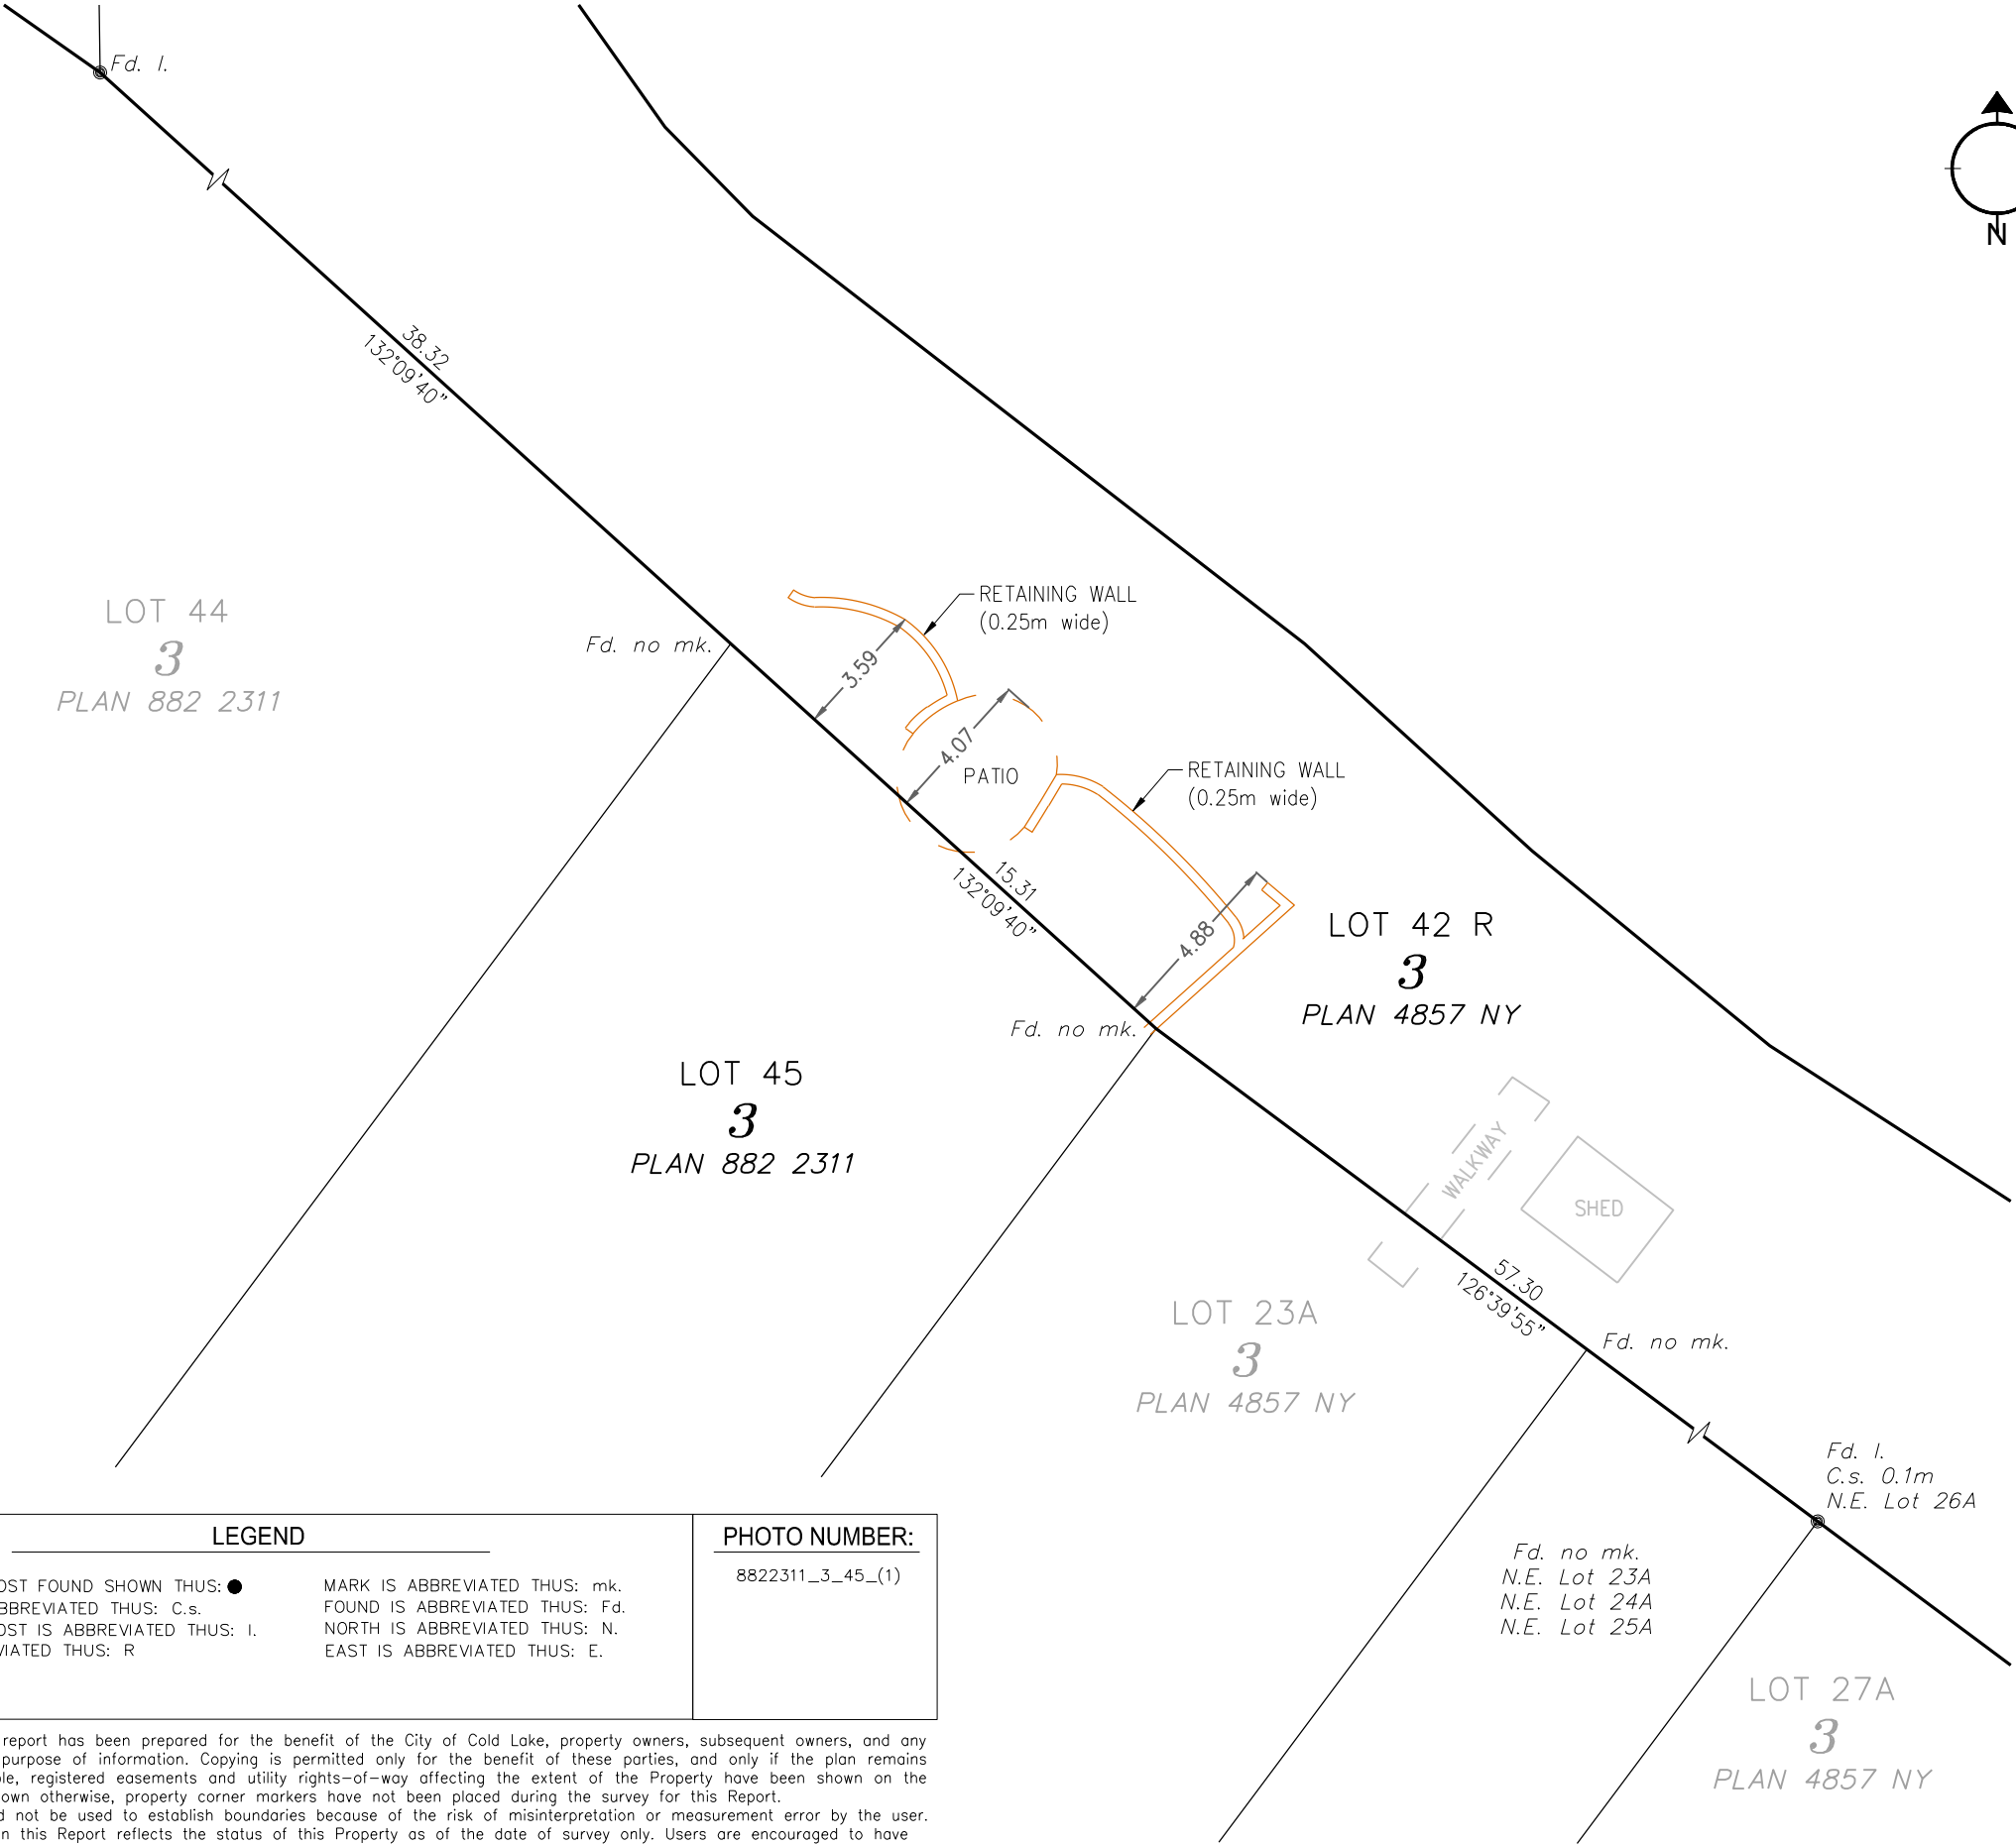 Fd. I.
N
38.32
132°09'40"
RETAINING WALL
(0.25m wide)
LOT 44
3
PLAN 882 2311
Fd. no mk.
3.59
4.07
PATIO
RETAINING WALL
(0.25m wide)
15.31
132°09'40"
4.88
LOT 42 R
3
PLAN 4857 NY
Fd. no mk.
LOT 45
3
PLAN 882 2311
WALKWAY
SHED
57.30
126°39'55"
LOT 23A
3
PLAN 4857 NY
Fd. no mk.
Fd. I.
C.s. 0.1m
N.E. Lot 26A
Fd. no mk.
N.E. Lot 23A
N.E. Lot 24A
N.E. Lot 25A
LOT 27A
3
PLAN 4857 NY
LEGEND
OST FOUND SHOWN THUS:
BBREVIATED THUS: C.s.
OST IS ABBREVIATED THUS: I.
VIATED THUS: R
MARK IS ABBREVIATED THUS: mk.
FOUND IS ABBREVIATED THUS: Fd.
NORTH IS ABBREVIATED THUS: N.
EAST IS ABBREVIATED THUS: E.
PHOTO NUMBER:
8822311_3_45_(1)
report has been prepared for the benefit of the City of Cold Lake, property owners, subsequent owners, and any
purpose of information. Copying is permitted only for the benefit of these parties, and only if the plan remains
le, registered easements and utility rights-of-way affecting the extent of the Property have been shown on the
own otherwise, property corner markers have not been placed during the survey for this Report.
d not be used to establish boundaries because of the risk of misinterpretation or measurement error by the user.
n this Report reflects the status of this Property as of the date of survey only. Users are encouraged to have